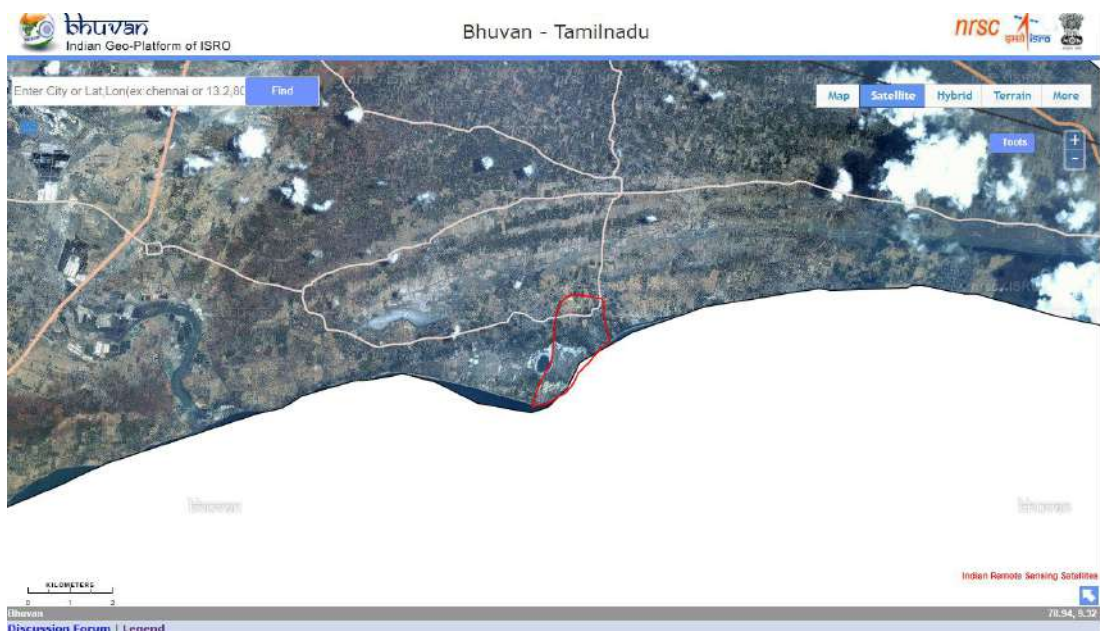 bhuvan
Indian Geo-Platform of ISRO
Bhuvan - Tamilnadu
nrsc
इसरो isro
Enter City or Lat,Lon(ex:chennai or 13.2,80
Find
Map Satellite Hybrid Terrain More
Tools
+
-
bhuvan
bhuvan
Indian Remote Sensing Satellites
KILOMETERS
0 1 2
Bhuvan
78.94, 9.32
Discussion Forum | Legend